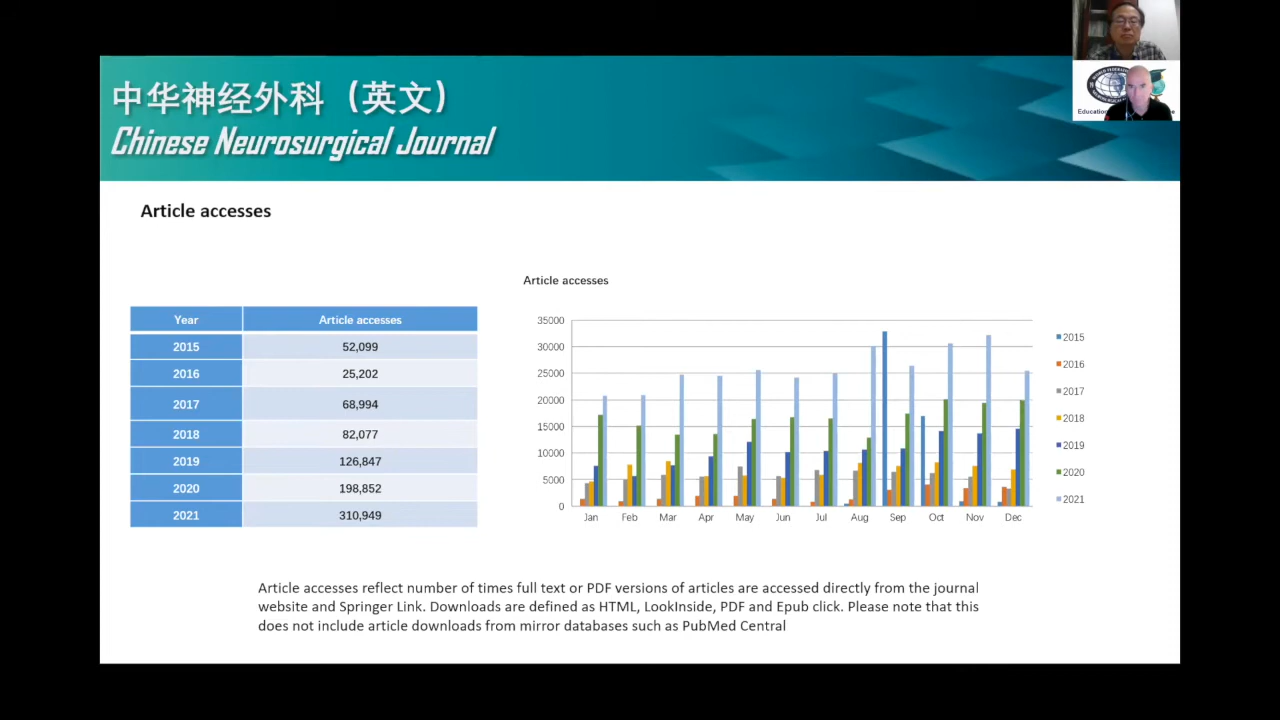 中华神经外科（英文）
Chinese Neurosurgical Journal
Article accesses
Year Article accesses
2015 52,099
2016 25,202
2017 68,994
2018 82,077
2019 126,847
2020 198,852
2021 310,949
Article accesses
35000
30000
25000
20000
15000
10000
5000
0
Jan Feb Mar Apr May Jun Jul Aug Sep Oct Nov Dec
2015
2016
2017
2018
2019
2020
2021
Article accesses reflect number of times full text or PDF versions of articles are accessed directly from the journal
website and Springer Link. Downloads are defined as HTML, LookInside, PDF and Epub click. Please note that this
does not include article downloads from mirror databases such as PubMed Central